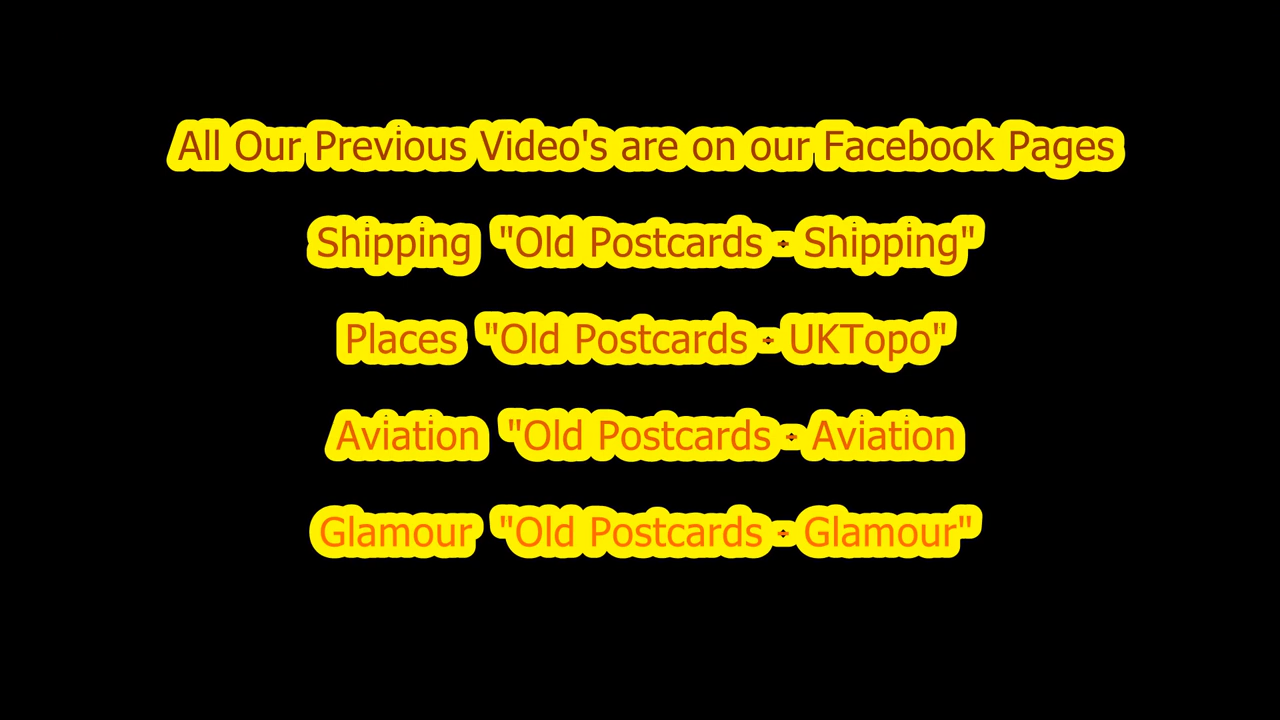 All Our Previous Video's are on our Facebook Pages
Shipping "Old Postcards - Shipping"
Places "Old Postcards - UKTopo"
Aviation "Old Postcards - Aviation
Glamour "Old Postcards - Glamour"